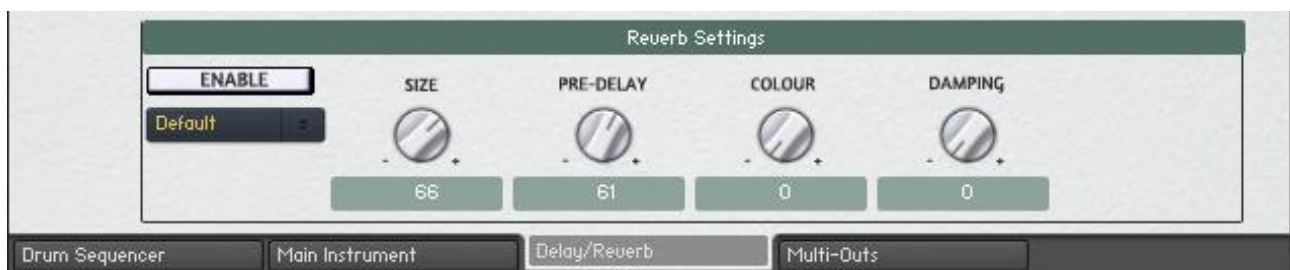 Reverb Settings
ENABLE SIZE PRE-DELAY COLOUR DAMPING
Default
- + - + - + - +
66 61 0 0
Drum Sequencer Main Instrument Delay/Reverb Multi-Outs